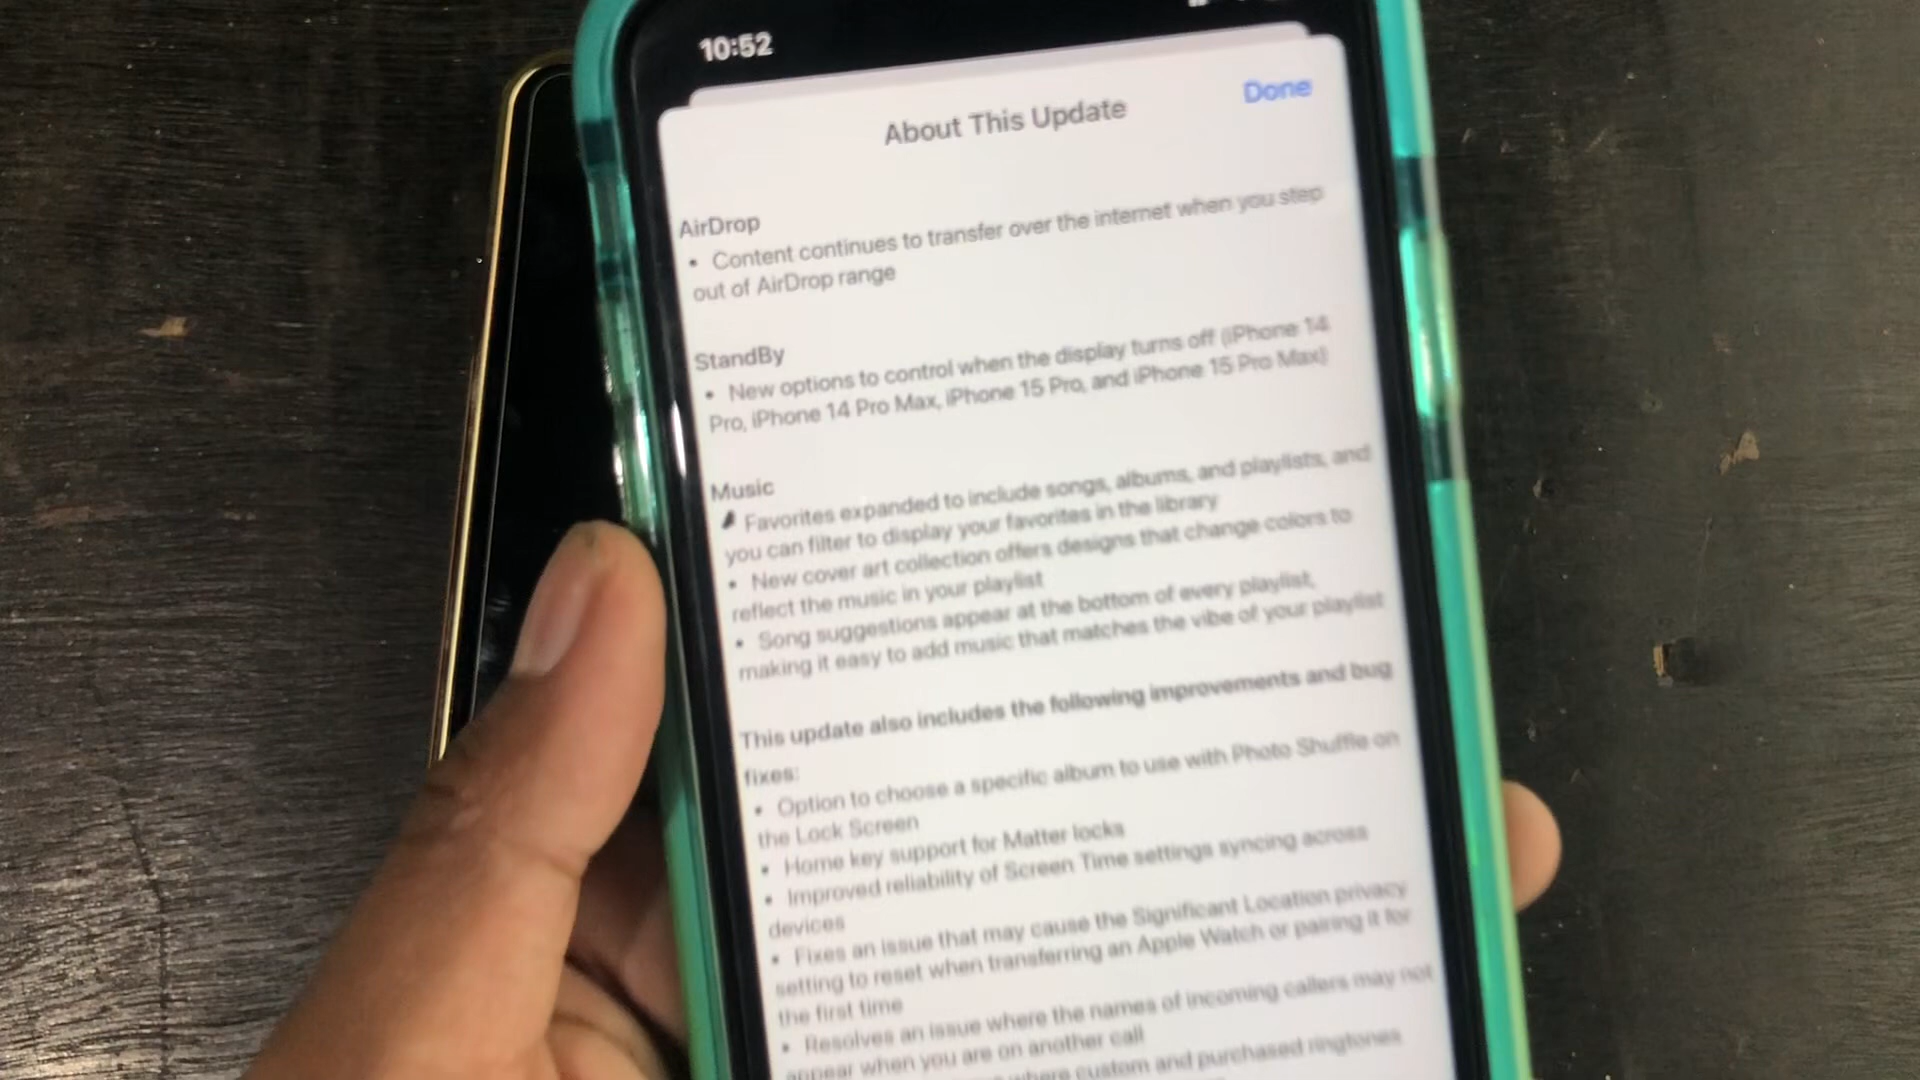 10:52
About This Update
Done
AirDrop
• Content continues to transfer over the internet when you step
out of AirDrop range
StandBy
• New options to control when the display turns off (iPhone 14
Pro, iPhone 14 Pro Max, iPhone 15 Pro, and iPhone 15 Pro Max)
Music
Favorites expanded to include songs, albums, and playlists, and
you can filter to display your favorites in the library
• New cover art collection offers designs that change colors to
reflect the music in your playlist
• Song suggestions appear at the bottom of every playlist,
making it easy to add music that matches the vibe of your playlist
This update also includes the following improvements and bug
fixes:
• Option to choose a specific album to use with Photo Shuffle on
the Lock Screen
• Home key support for Matter locks
• Improved reliability of Screen Time settings syncing across
devices
• Fixes an issue that may cause the Significant Location privacy
setting to reset when transferring an Apple Watch or pairing it for
the first time
• Resolves an issue where the names of incoming callers may not
appear when you are on another call
where custom and purchased ringtones